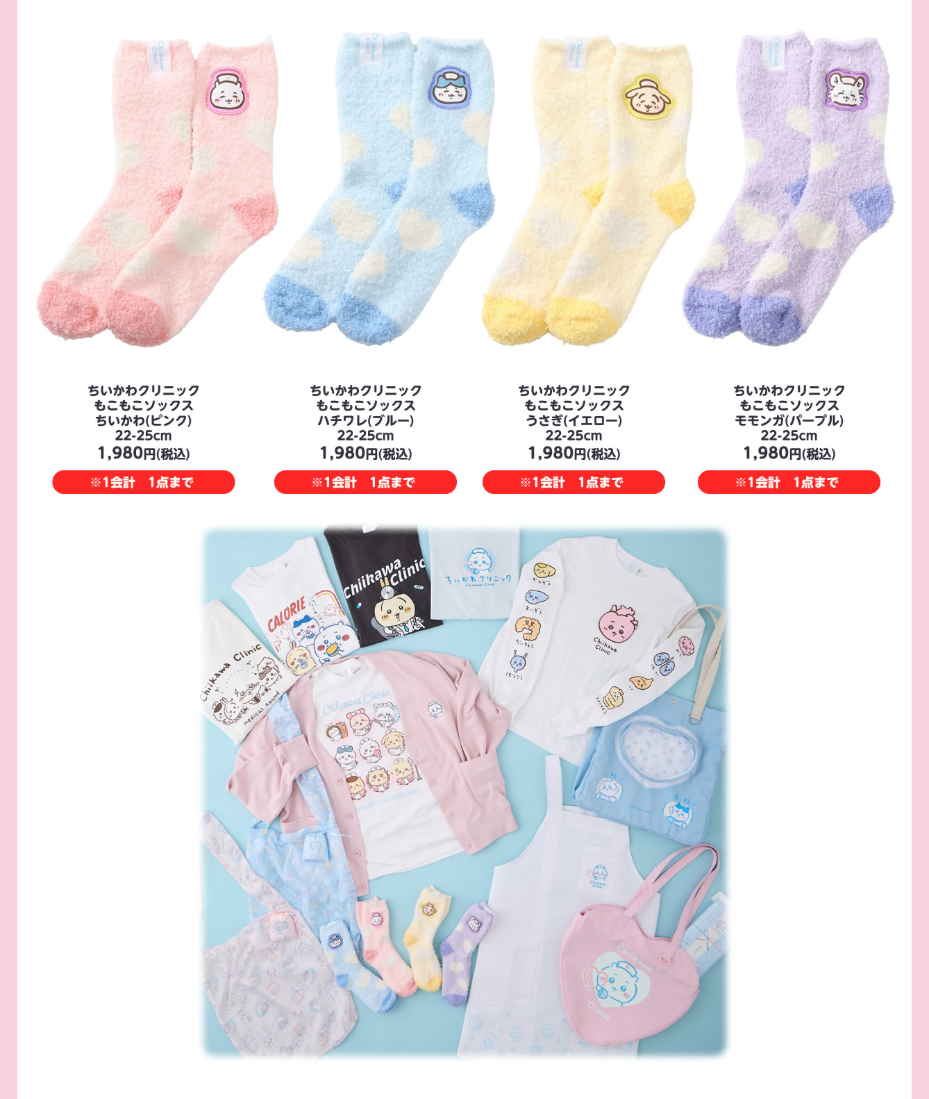 ちいかわクリニック
もこもこソックス
ちいかわ(ピンク)
22-25cm
1,980円(税込)
※1会計 1点まで
ちいかわクリニック
もこもこソックス
ハチワレ(ブルー)
22-25cm
1,980円(税込)
※1会計 1点まで
ちいかわクリニック
もこもこソックス
うさぎ(イエロー)
22-25cm
1,980円(税込)
※1会計 1点まで
ちいかわクリニック
もこもこソックス
モモンガ(パープル)
22-25cm
1,980円(税込)
※1会計 1点まで
Chiikawa Clinic
Medical Round
CALORIE
Chiikawa
Clinic
ちいかわクリニック
Chiikawa Clinic
Chiikawa
Clinic
Chiikawa Clinic
Chiikawa
Clinic
Chiikawa
Clinic